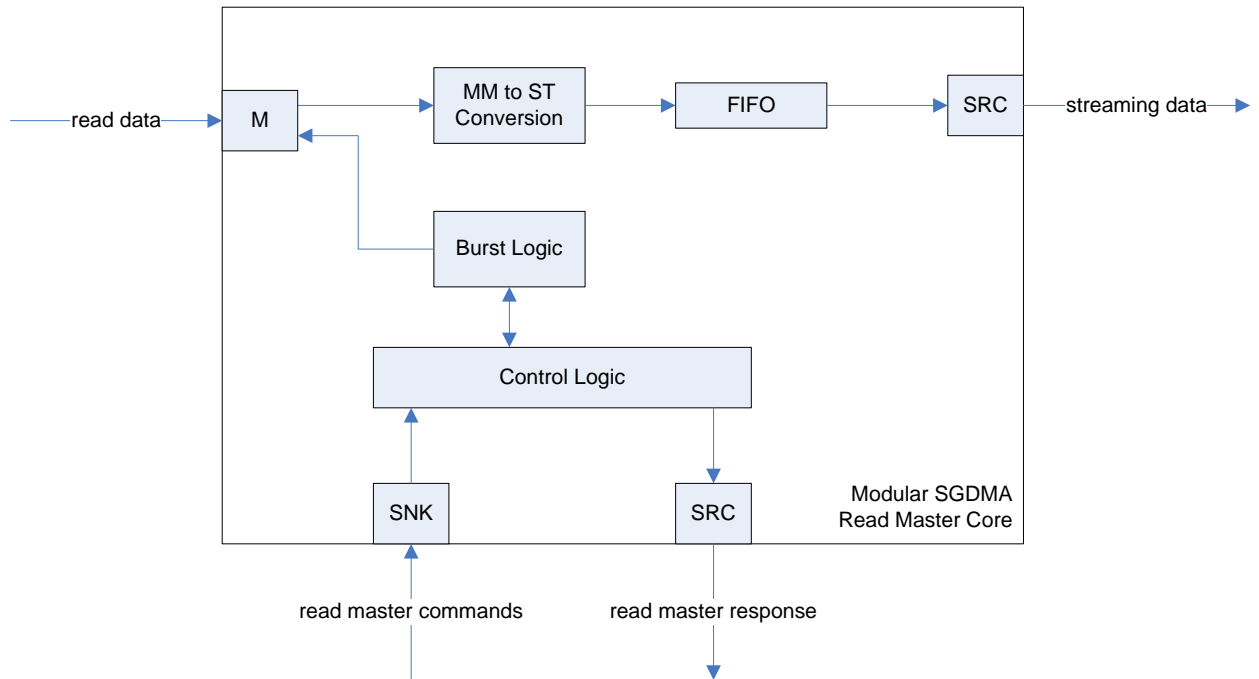 MM to ST
Conversion
FIFO
SRC
streaming data
read data
M
Burst Logic
Control Logic
SNK
SRC
Modular SGDMA
Read Master Core
read master commands
read master response